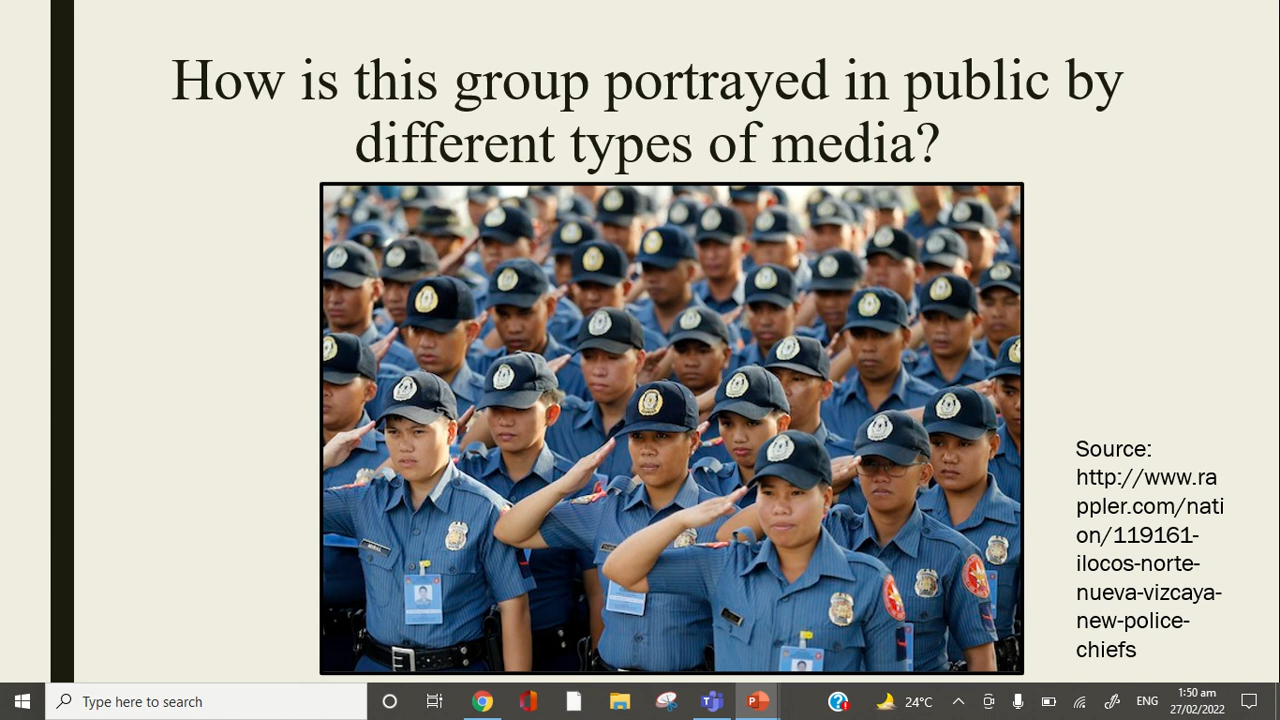 How is this group portrayed in public by
different types of media?
Source:
http://www.ra
ppler.com/nati
on/119161-
ilocos-norte-
nueva-vizcaya-
new-police-
chiefs
Type here to search
24°C
ENG
1:50 am
27/02/2022